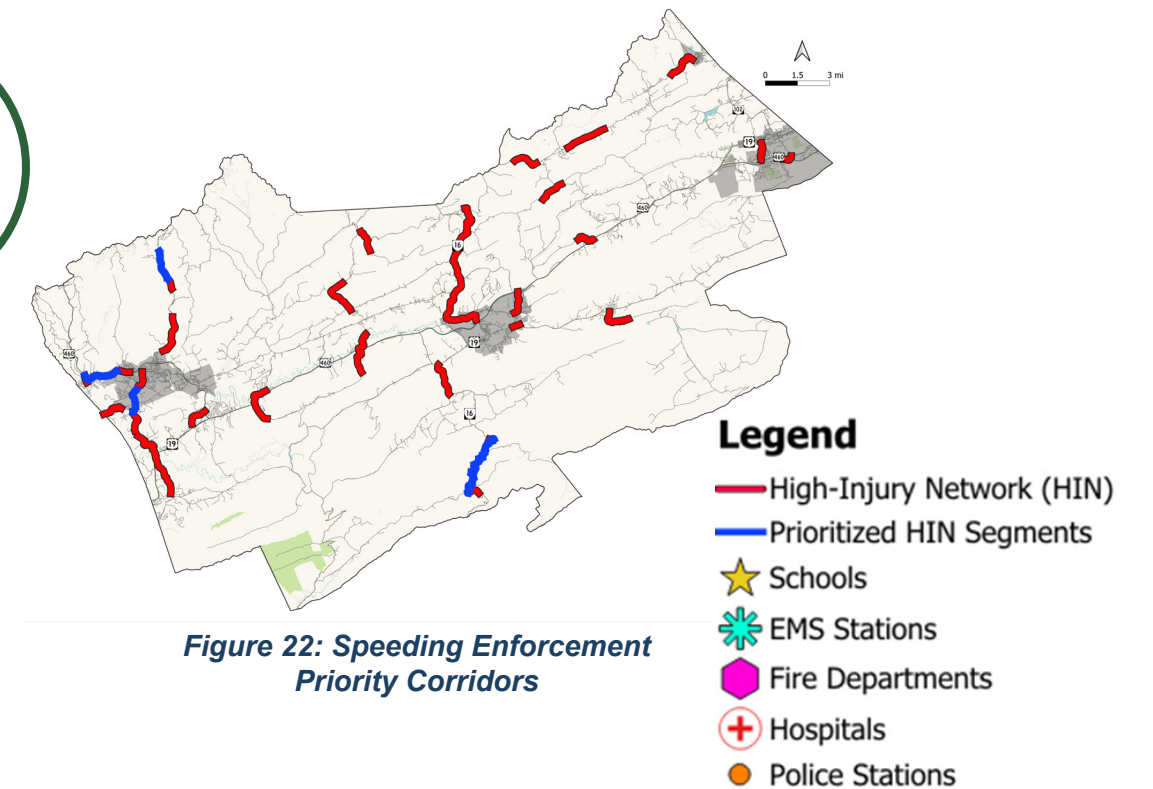 0 1.5 3 mi
102
19
460
460
16
460
19
460
16
19
Legend
High-Injury Network (HIN)
Prioritized HIN Segments
Schools
EMS Stations
Fire Departments
Hospitals
Police Stations
Figure 22: Speeding Enforcement
Priority Corridors